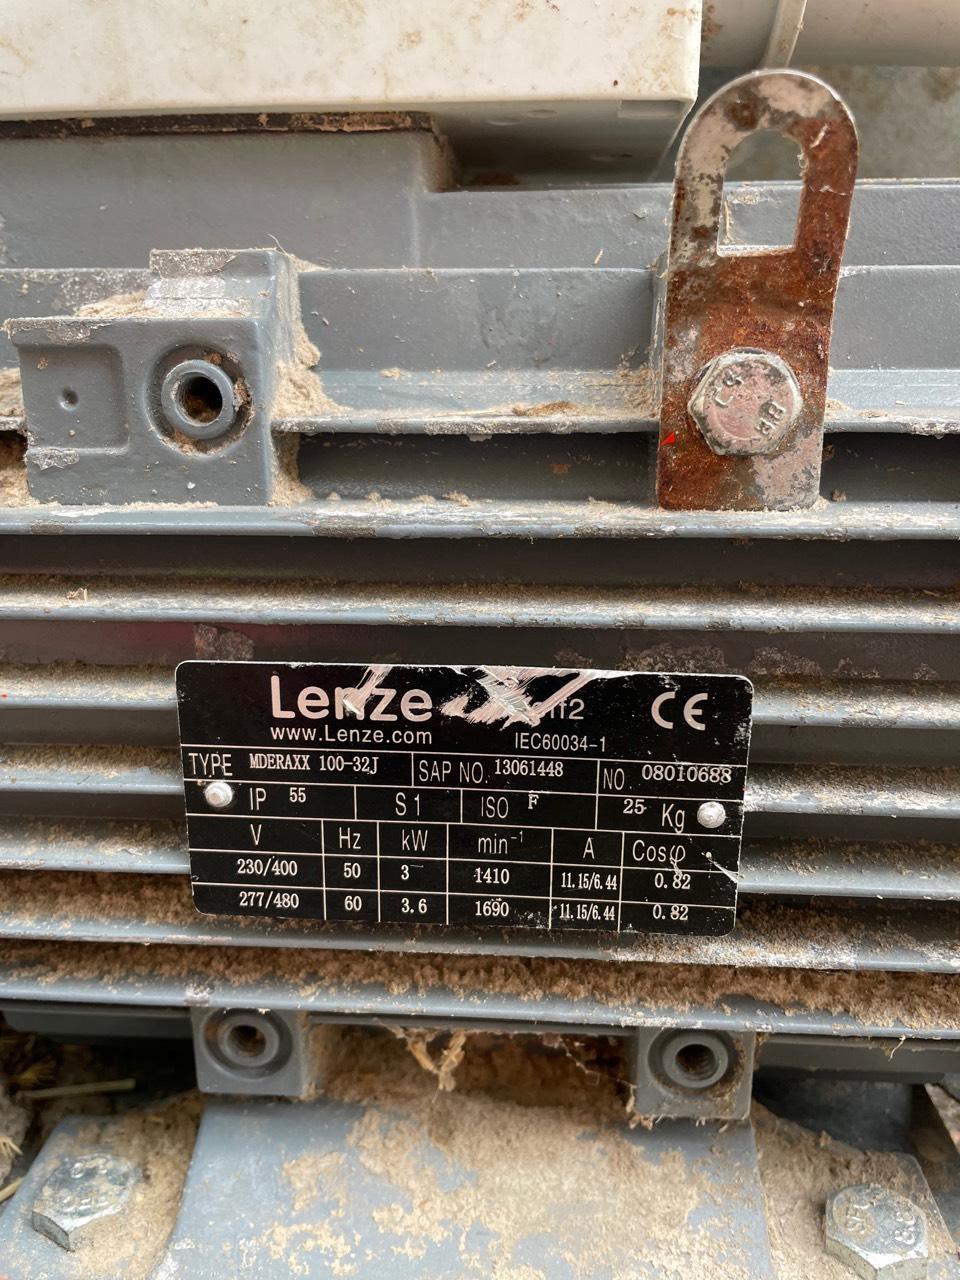 Lenze
www.Lenze.com
IEC60034-1
TYPE MDERAXX 100-32J SAP NO. 13061448 NO. 08010688
IP 55 S1 ISO F 25 Kg
V Hz kW min⁻¹ A Cosφ
230/400 50 3 1410 11.15/6.44 0.82
277/480 60 3.6 1690 11.15/6.44 0.82
CE